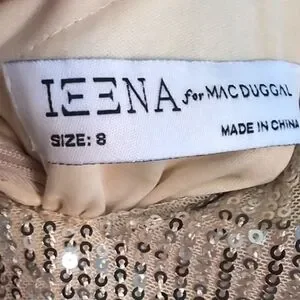 IEENA for MAC DUGGAL
SIZE: 8
MADE IN CHINA